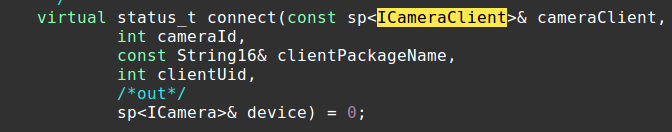 virtual status_t connect(const sp<ICameraClient>& cameraClient,
int cameraId,
const String16& clientPackageName,
int clientUid,
/*out*/
sp<ICamera>& device) = 0;